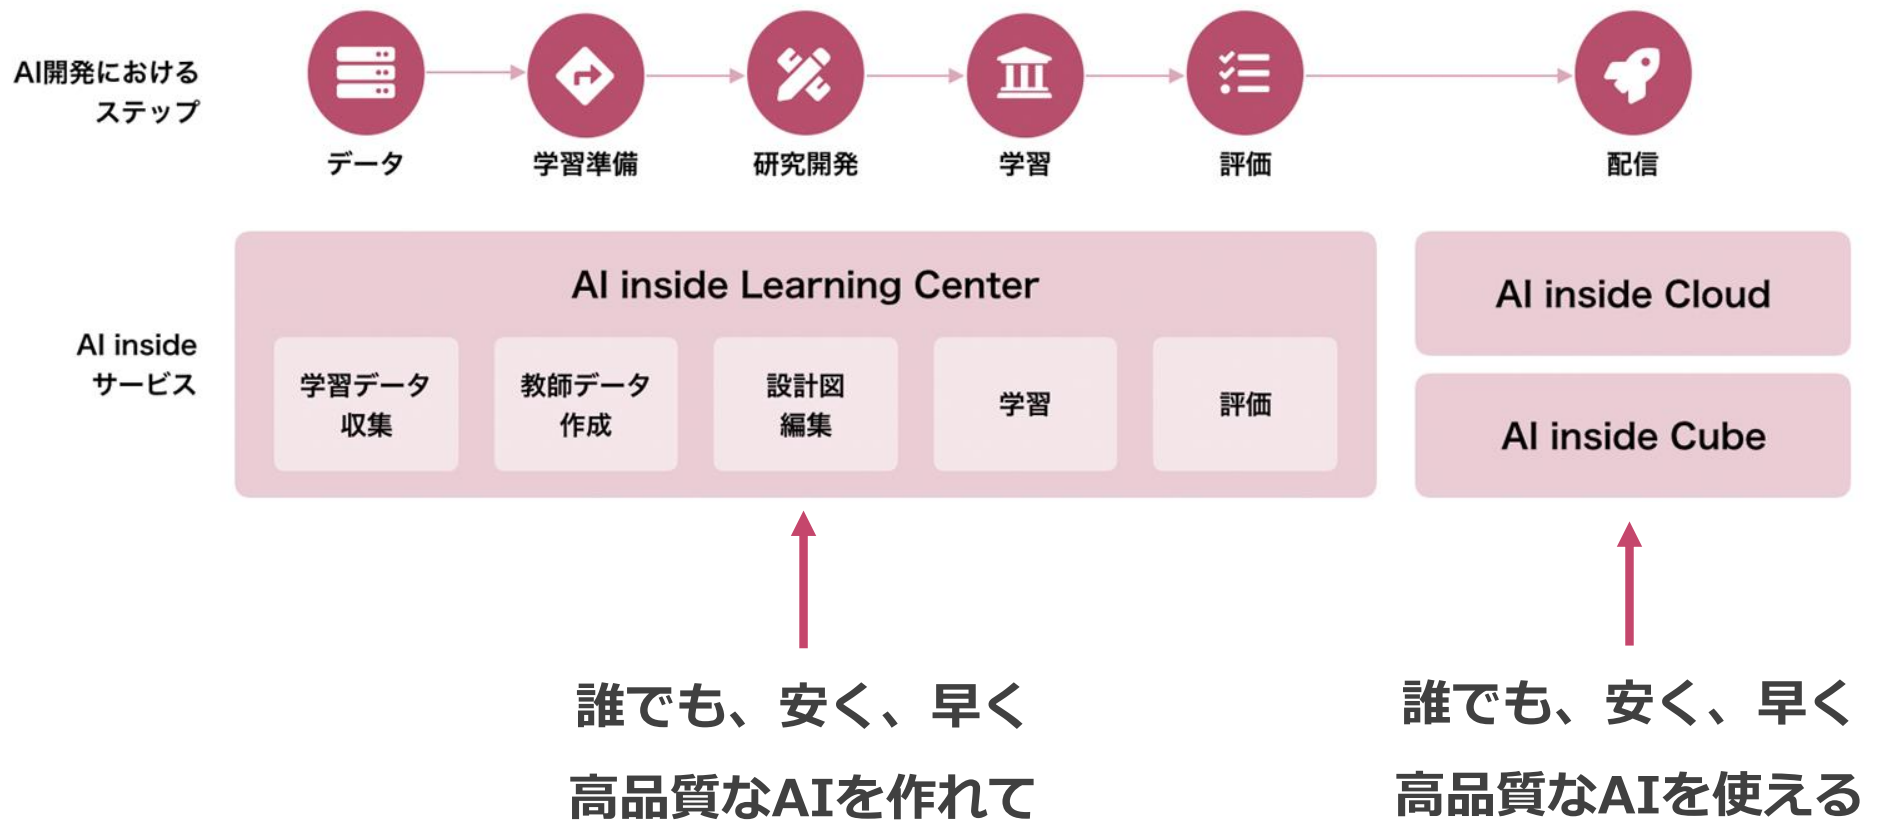 AI開発における
ステップ
データ
学習準備
研究開発
学習
評価
配信
AI inside
サービス
AI inside Learning Center
学習データ
収集
教師データ
作成
設計図
編集
学習
評価
AI inside Cloud
AI inside Cube
誰でも、安く、早く
高品質なAIを作れて
誰でも、安く、早く
高品質なAIを使える